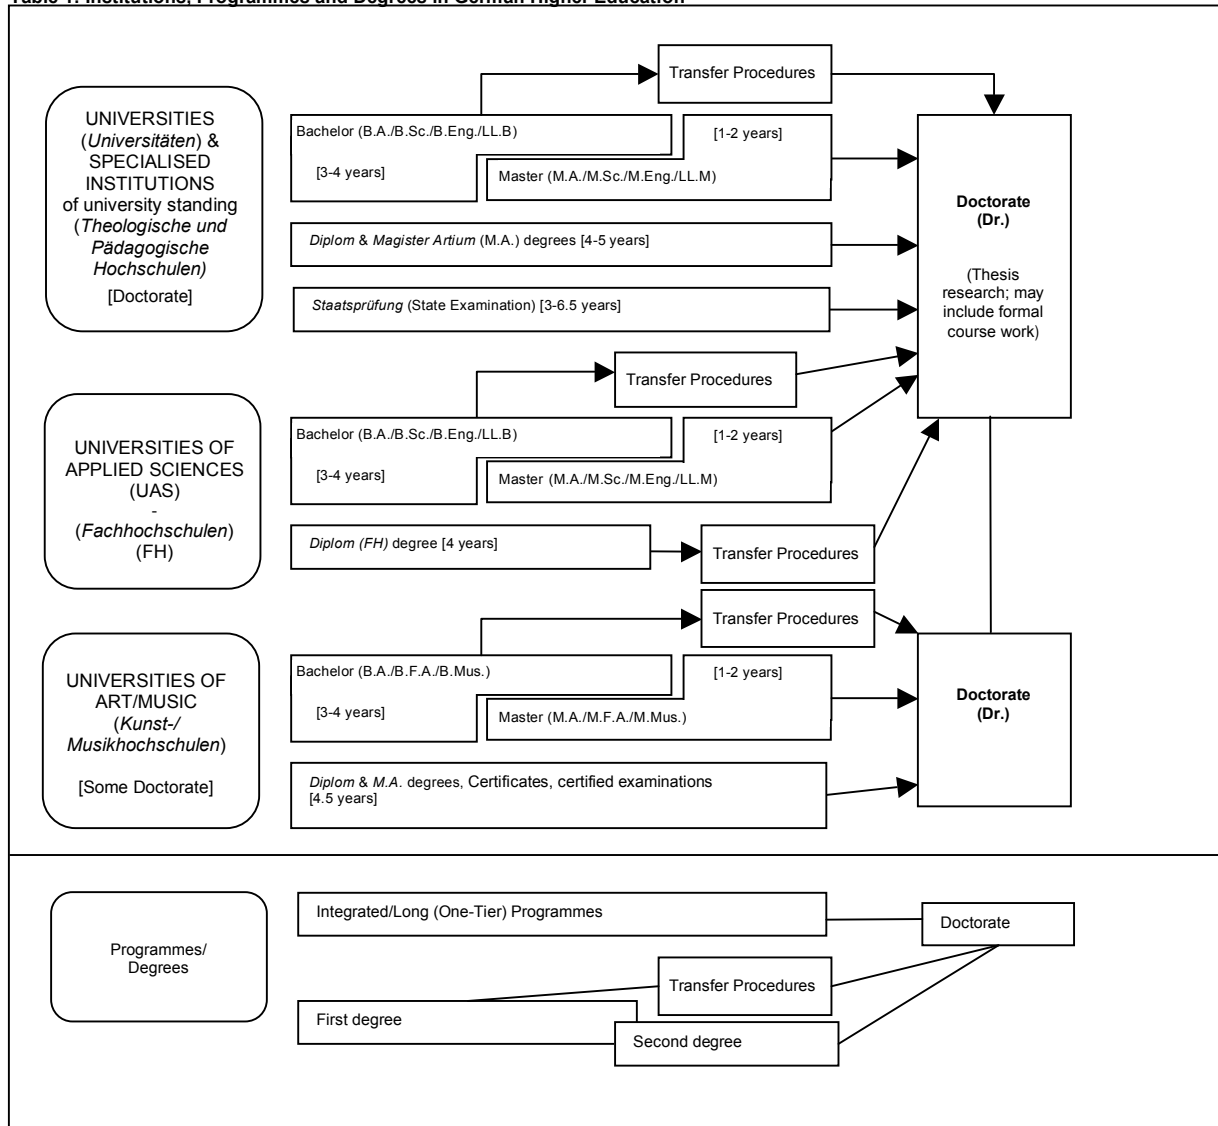 Table 1: Institutions, Programmes and Degrees in German Higher Education
Transfer Procedures
UNIVERSITIES
(Universitäten) &
SPECIALISED
INSTITUTIONS
of university standing
(Theologische und
Pädagogische
Hochschulen)
[Doctorate]
Bachelor (B.A./B.Sc./B.Eng./LL.B)
[3-4 years]
[1-2 years]
Master (M.A./M.Sc./M.Eng./LL.M)
Diplom & Magister Artium (M.A.) degrees [4-5 years]
Staatsprüfung (State Examination) [3-6.5 years]
Doctorate
(Dr.)
(Thesis
research; may
include formal
course work)
Transfer Procedures
UNIVERSITIES OF
APPLIED SCIENCES
(UAS)
-
(Fachhochschulen)
(FH)
Bachelor (B.A./B.Sc./B.Eng./LL.B)
[3-4 years]
[1-2 years]
Master (M.A./M.Sc./M.Eng./LL.M)
Diplom (FH) degree [4 years]
Transfer Procedures
Transfer Procedures
UNIVERSITIES OF
ART/MUSIC
(Kunst-/
Musikhochschulen)
[Some Doctorate]
Bachelor (B.A./B.F.A./B.Mus.)
[3-4 years]
[1-2 years]
Master (M.A./M.F.A./M.Mus.)
Diplom & M.A. degrees, Certificates, certified examinations
[4.5 years]
Doctorate
(Dr.)
Programmes/
Degrees
Integrated/Long (One-Tier) Programmes
Doctorate
Transfer Procedures
First degree
Second degree